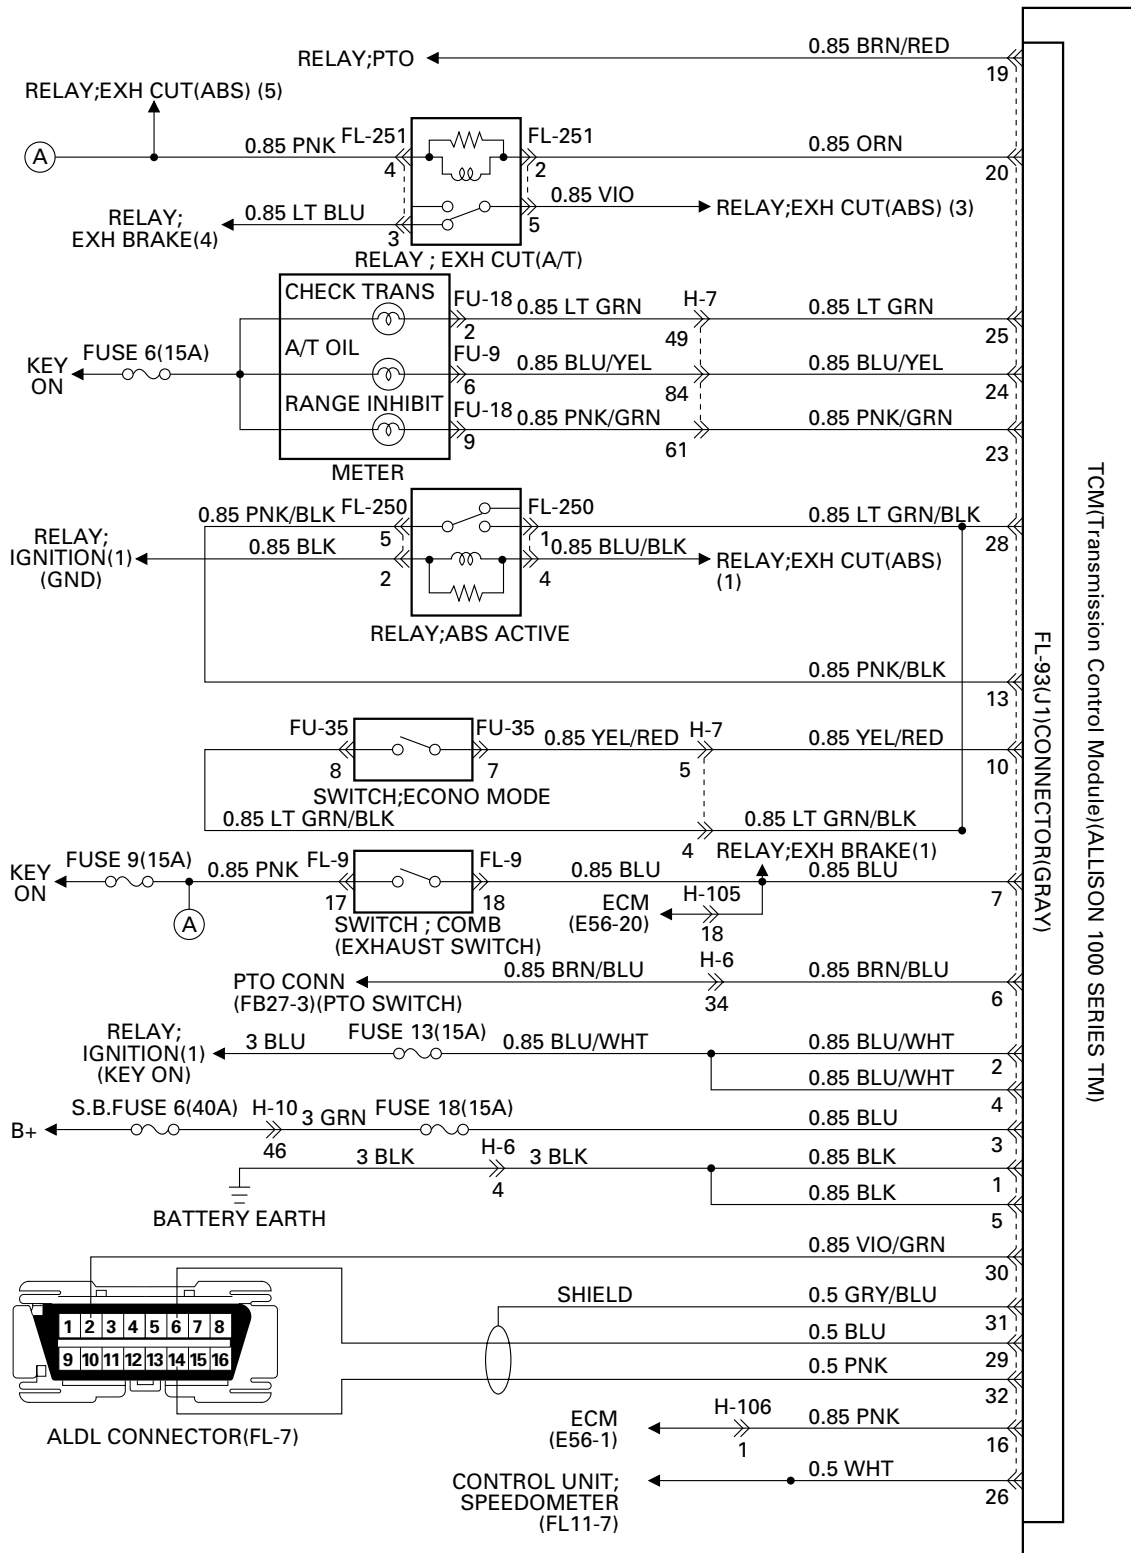 0.85 BRN/RED
RELAY;PTO
19
RELAY;EXH CUT(ABS) (5)
A
0.85 PNK
FL-251
FL-251
0.85 ORN
4
2
20
0.85 VIO
RELAY;
EXH BRAKE(4)
0.85 LT BLU
3
5
RELAY;EXH CUT(ABS) (3)
RELAY ; EXH CUT(A/T)
CHECK TRANS
FU-18
0.85 LT GRN
H-7
0.85 LT GRN
2
49
25
KEY
ON
FUSE 6(15A)
A/T OIL
FU-9
0.85 BLU/YEL
0.85 BLU/YEL
6
84
24
RANGE INHIBIT
FU-18
0.85 PNK/GRN
0.85 PNK/GRN
9
61
23
METER
0.85 PNK/BLK
FL-250
FL-250
0.85 LT GRN/BLK
5
1
28
RELAY;
IGNITION(1)
(GND)
0.85 BLK
0.85 BLU/BLK
2
4
RELAY;EXH CUT(ABS)
(1)
RELAY;ABS ACTIVE
0.85 PNK/BLK
13
FU-35
FU-35
0.85 YEL/RED
H-7
0.85 YEL/RED
8
7
5
10
SWITCH;ECONO MODE
0.85 LT GRN/BLK
0.85 LT GRN/BLK
4
RELAY;EXH BRAKE(1)
KEY
ON
FUSE 9(15A)
0.85 PNK
FL-9
FL-9
0.85 BLU
0.85 BLU
17
18
7
A
SWITCH ; COMB
(EXHAUST SWITCH)
ECM
(E56-20)
H-105
18
PTO CONN
(FB27-3)(PTO SWITCH)
0.85 BRN/BLU
H-6
0.85 BRN/BLU
34
6
RELAY;
IGNITION(1)
(KEY ON)
3 BLU
FUSE 13(15A)
0.85 BLU/WHT
0.85 BLU/WHT
2
0.85 BLU/WHT
4
B+
S.B.FUSE 6(40A)
H-10
3 GRN
FUSE 18(15A)
0.85 BLU
46
3
3 BLK
H-6
3 BLK
0.85 BLK
4
1
0.85 BLK
5
BATTERY EARTH
0.85 VIO/GRN
30
SHIELD
0.5 GRY/BLU
31
1 2 3 4 5 6 7 8
0.5 BLU
29
9 10 11 12 13 14 15 16
0.5 PNK
32
ALDL CONNECTOR(FL-7)
ECM
(E56-1)
H-106
0.85 PNK
1
16
CONTROL UNIT;
SPEEDOMETER
(FL11-7)
0.5 WHT
26
FL-93(J1)CONNECTOR(GRAY)
TCM(Transmission Control Module)(ALLISON 1000 SERIES TM)